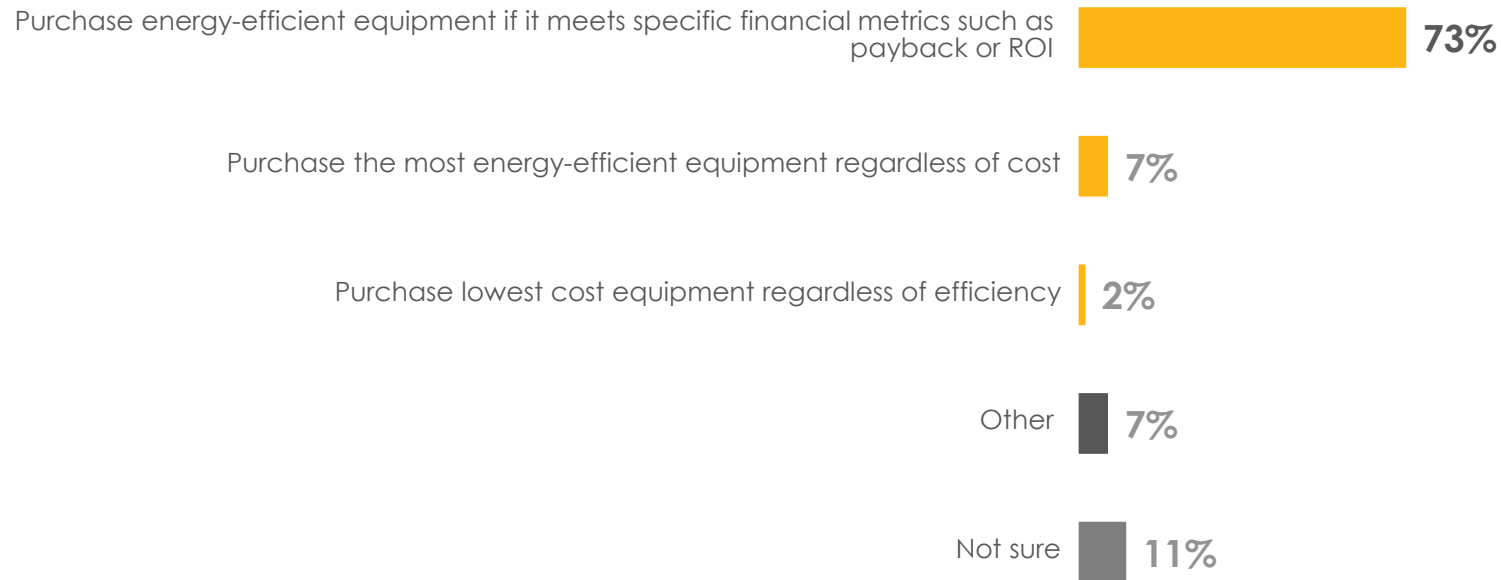 Purchase energy-efficient equipment if it meets specific financial metrics such as
payback or ROI
73%
Purchase the most energy-efficient equipment regardless of cost
7%
Purchase lowest cost equipment regardless of efficiency
2%
Other
7%
Not sure
11%